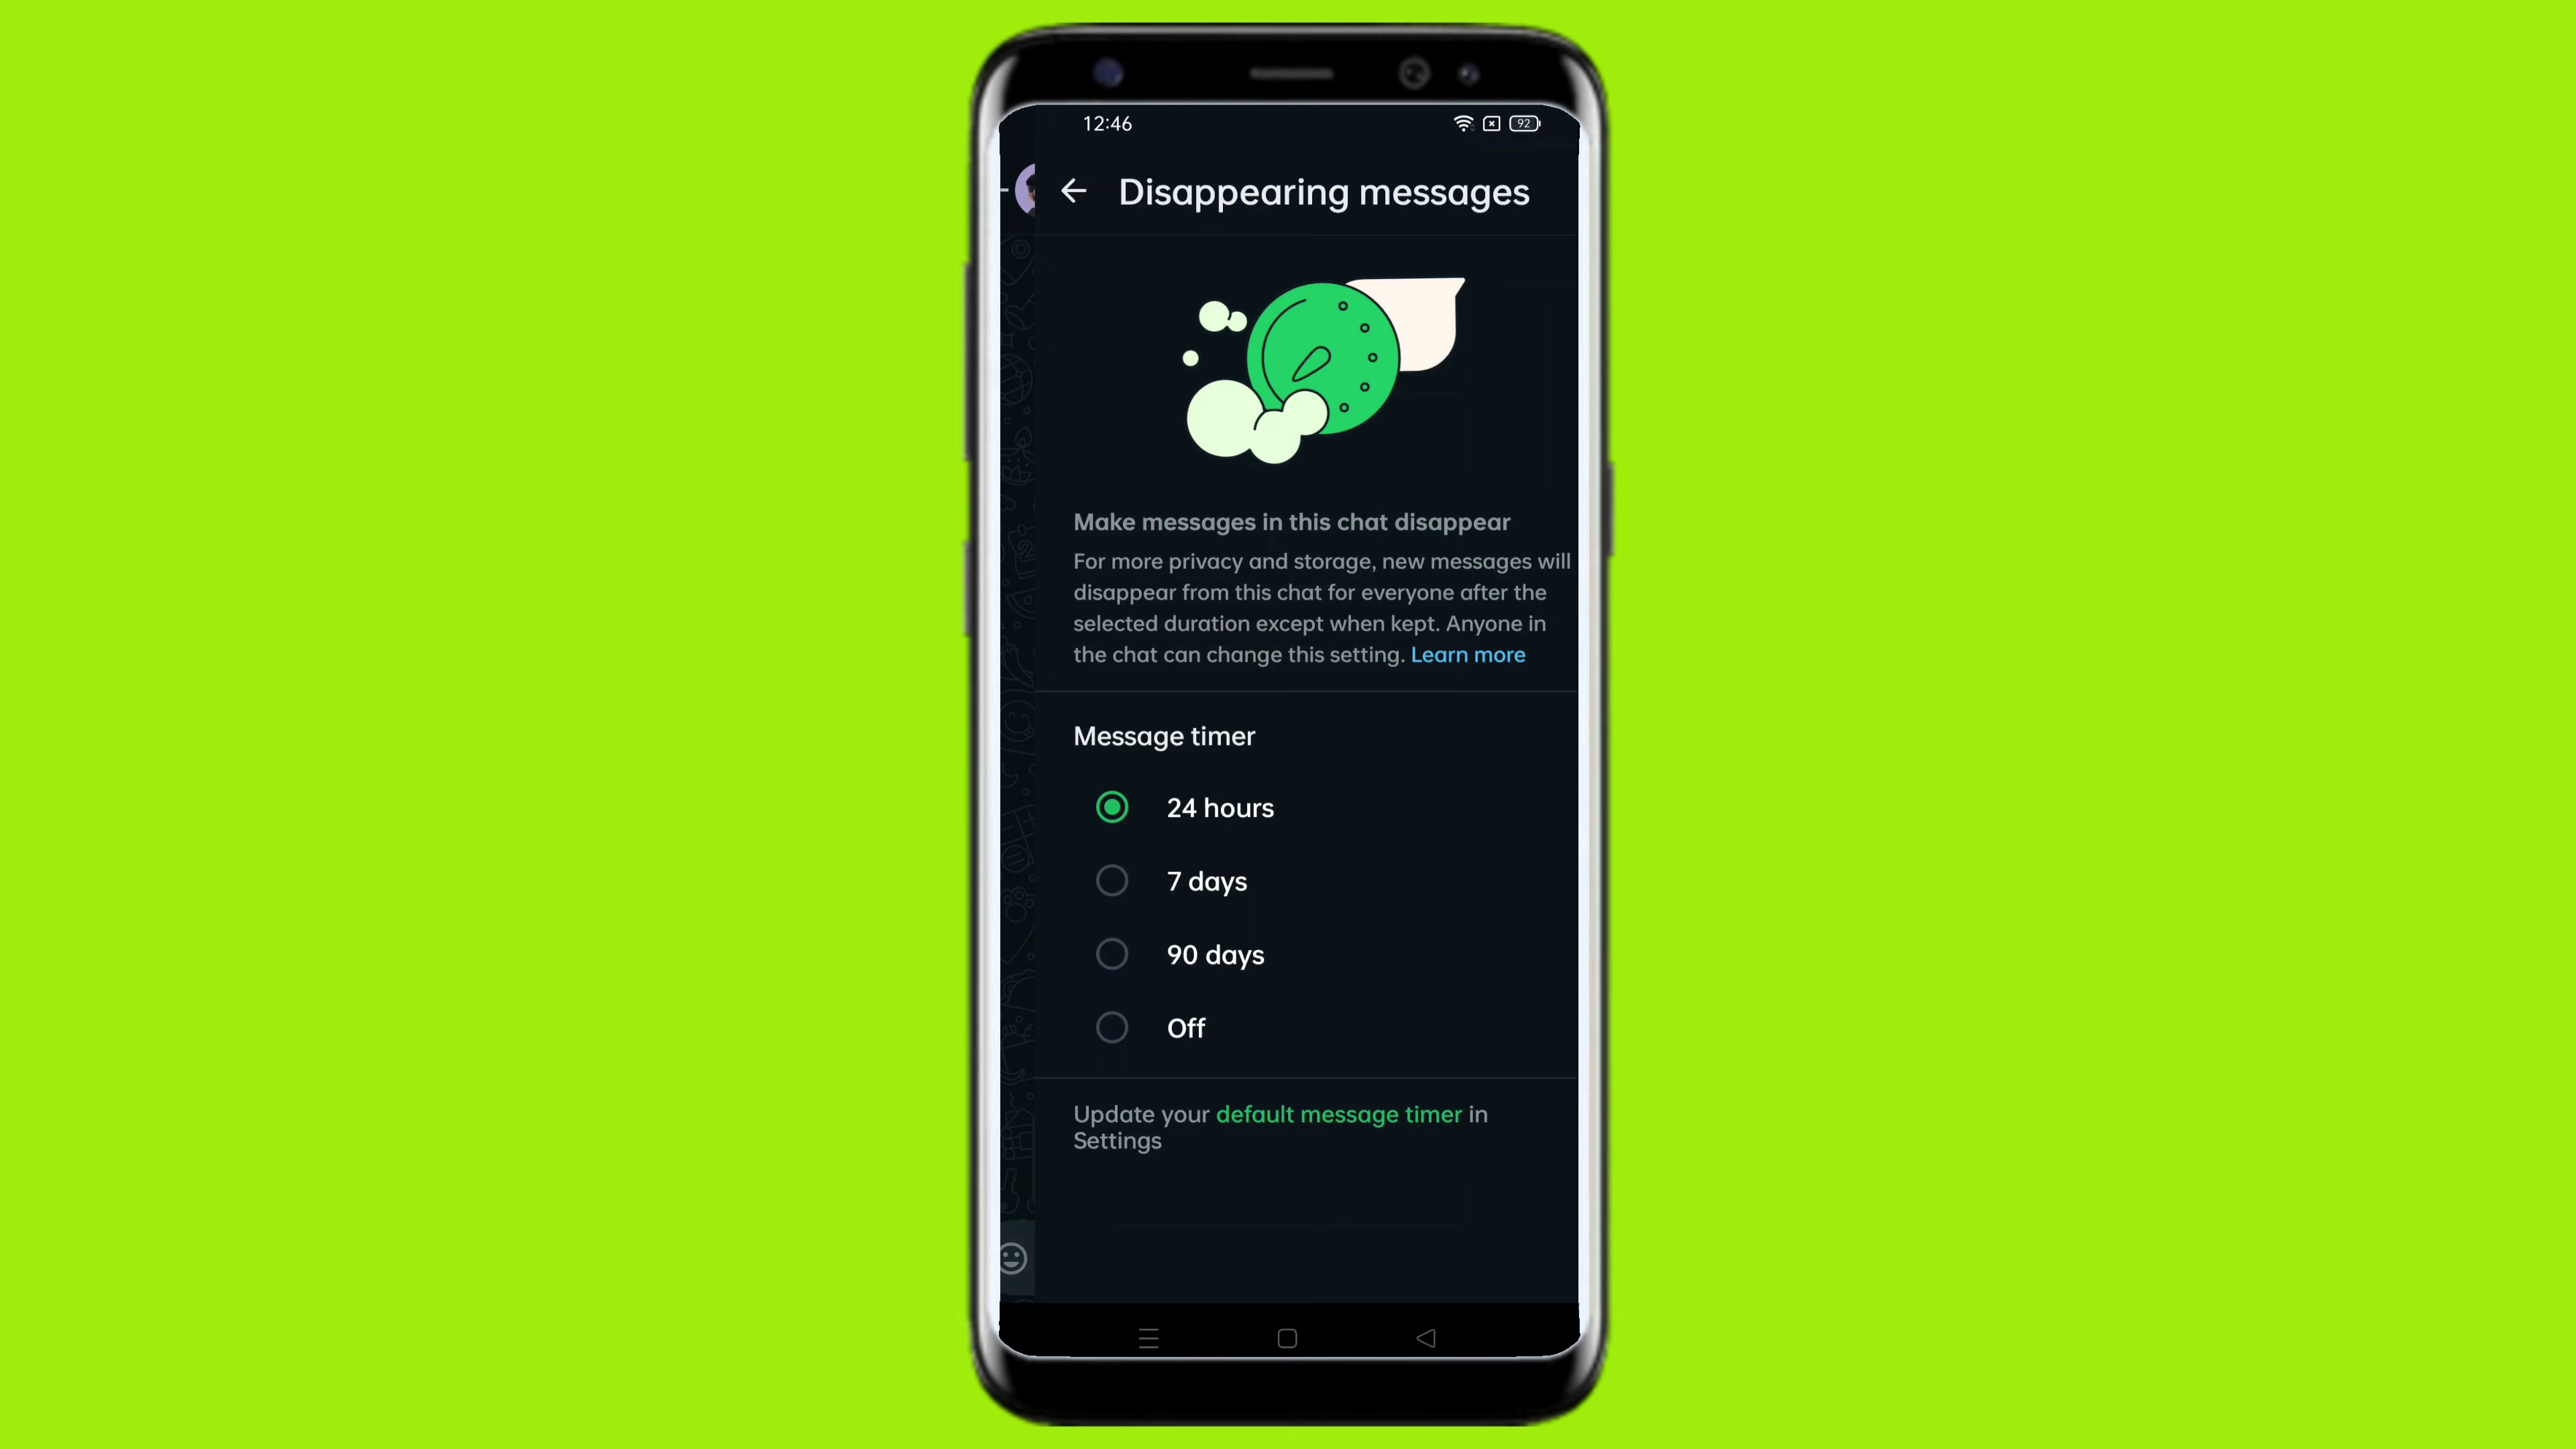 12:46
92
Disappearing messages
Make messages in this chat disappear
For more privacy and storage, new messages will
disappear from this chat for everyone after the
selected duration except when kept. Anyone in
the chat can change this setting. Learn more
Message timer
24 hours
7 days
90 days
Off
Update your default message timer in
Settings